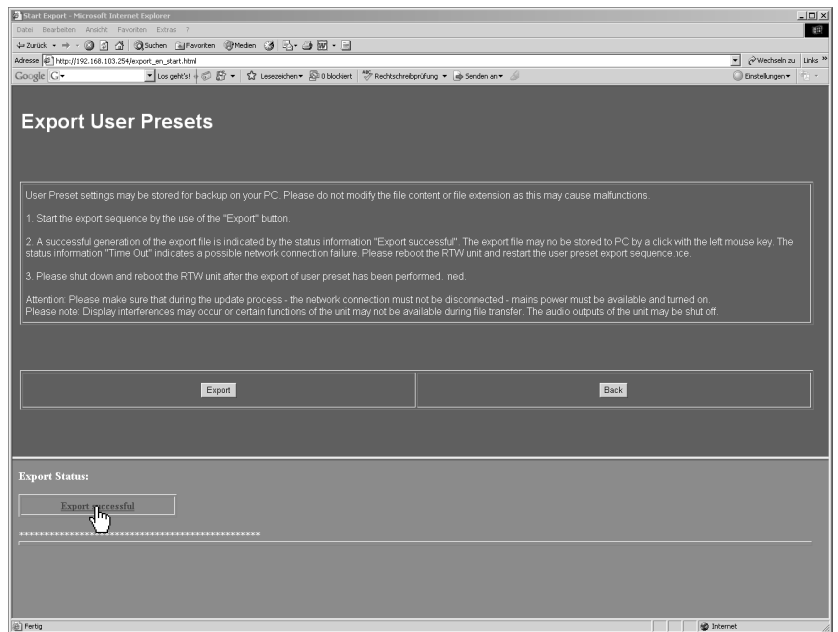 Start Export - Microsoft Internet Explorer
Datei Bearbeiten Ansicht Favoriten Extras ?
Zurück Suchen Favoriten Medien
Adresse http://192.168.103.254/export_en_start.html Wechseln zu Links »
Google G Los geht's! Lesezeichen 0 blockiert Rechtschreibprüfung Senden an Einstellungen
Export User Presets
User Preset settings may be stored for backup on your PC. Please do not modify the file content or file extension as this may cause malfunctions.
1. Start the export sequence by the use of the "Export" button.
2. A successful generation of the export file is indicated by the status information "Export successful". The export file may no be stored to PC by a click with the left mouse key. The
status information "Time Out" indicates a possible network connection failure. Please reboot the RTW unit and restart the user preset export sequence.
3. Please shut down and reboot the RTW unit after the export of user preset has been performed. ned.
Attention: Please make sure that during the update process - the network connection must not be disconnected - mains power must be available and turned on.
Please note: Display interferences may occur or certain functions of the unit may not be available during file transfer. The audio outputs of the unit may be shut off.
Export Back
Export Status:
Export successful
************************************************
Fertig Internet